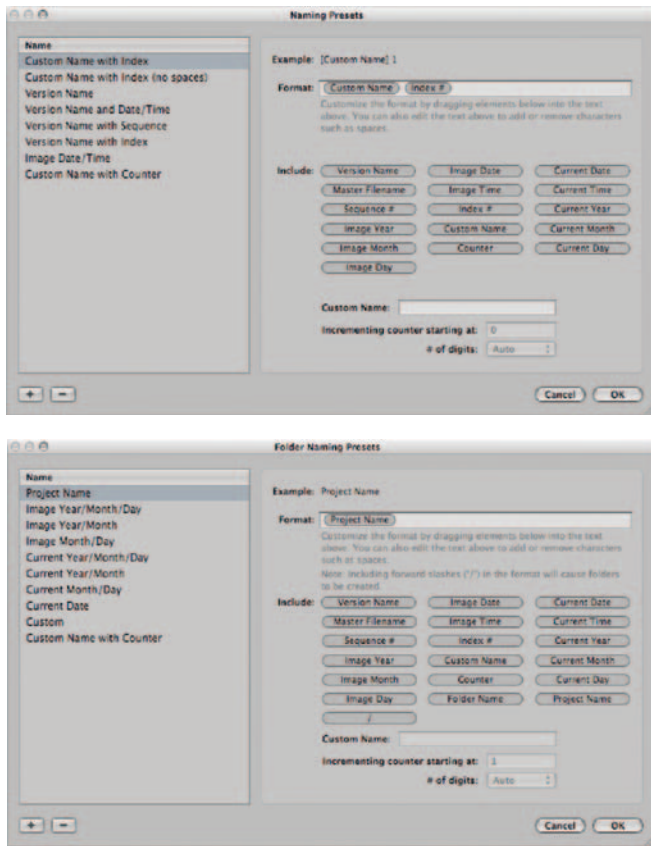 Naming Presets
Name
Custom Name with Index
Custom Name with Index (no spaces)
Version Name
Version Name and Date/Time
Version Name with Sequence
Version Name with Index
Image Date/Time
Custom Name with Counter
Example: [Custom Name] 1
Format: Custom Name Index #
Customize the format by dragging elements below into the text
above. You can also edit the text above to add or remove characters
such as spaces.
Include: Version Name Image Date Current Date
Master Filename Image Time Current Time
Sequence # Index # Current Year
Image Year Custom Name Current Month
Image Month Counter Current Day
Image Day
Custom Name:
Incrementing counter starting at: 0
# of digits: Auto
+ −
Cancel OK
Folder Naming Presets
Name
Project Name
Image Year/Month/Day
Image Year/Month
Image Month/Day
Current Year/Month/Day
Current Year/Month
Current Month/Day
Current Date
Custom
Custom Name with Counter
Example: Project Name
Format: Project Name
Customize the format by dragging elements below into the text
above. You can also edit the text above to add or remove characters
such as spaces.
Note: Including forward slashes ("/") in the format will cause folders
to be created.
Include: Version Name Image Date Current Date
Master Filename Image Time Current Time
Sequence # Index # Current Year
Image Year Custom Name Current Month
Image Month Counter Current Day
Image Day Folder Name Project Name
/
Custom Name:
Incrementing counter starting at: 1
# of digits: Auto
+ −
Cancel OK